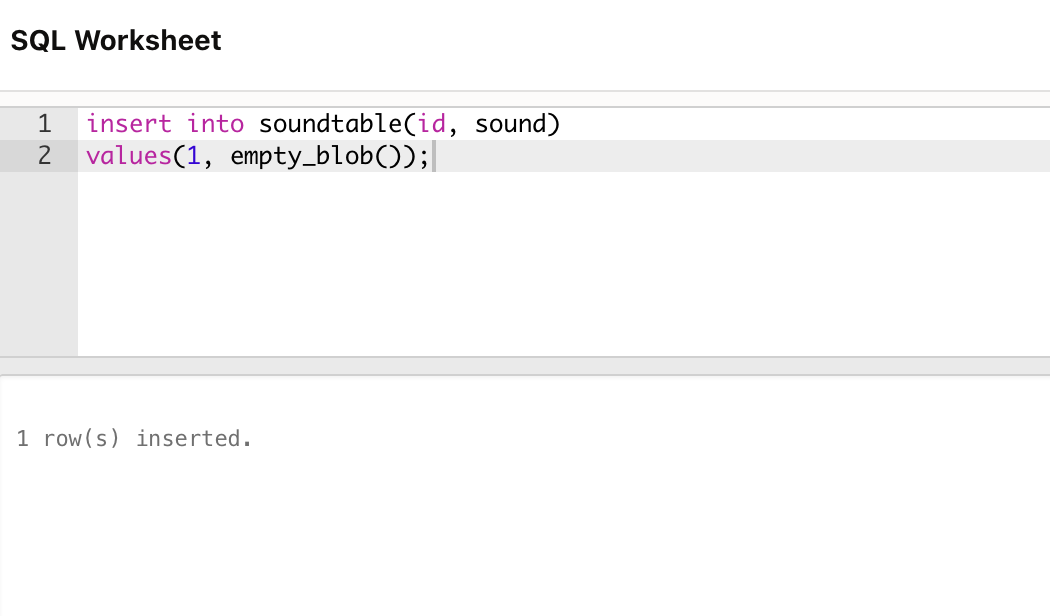 SQL Worksheet
1 insert into soundtable(id, sound)
2 values(1, empty_blob());
1 row(s) inserted.